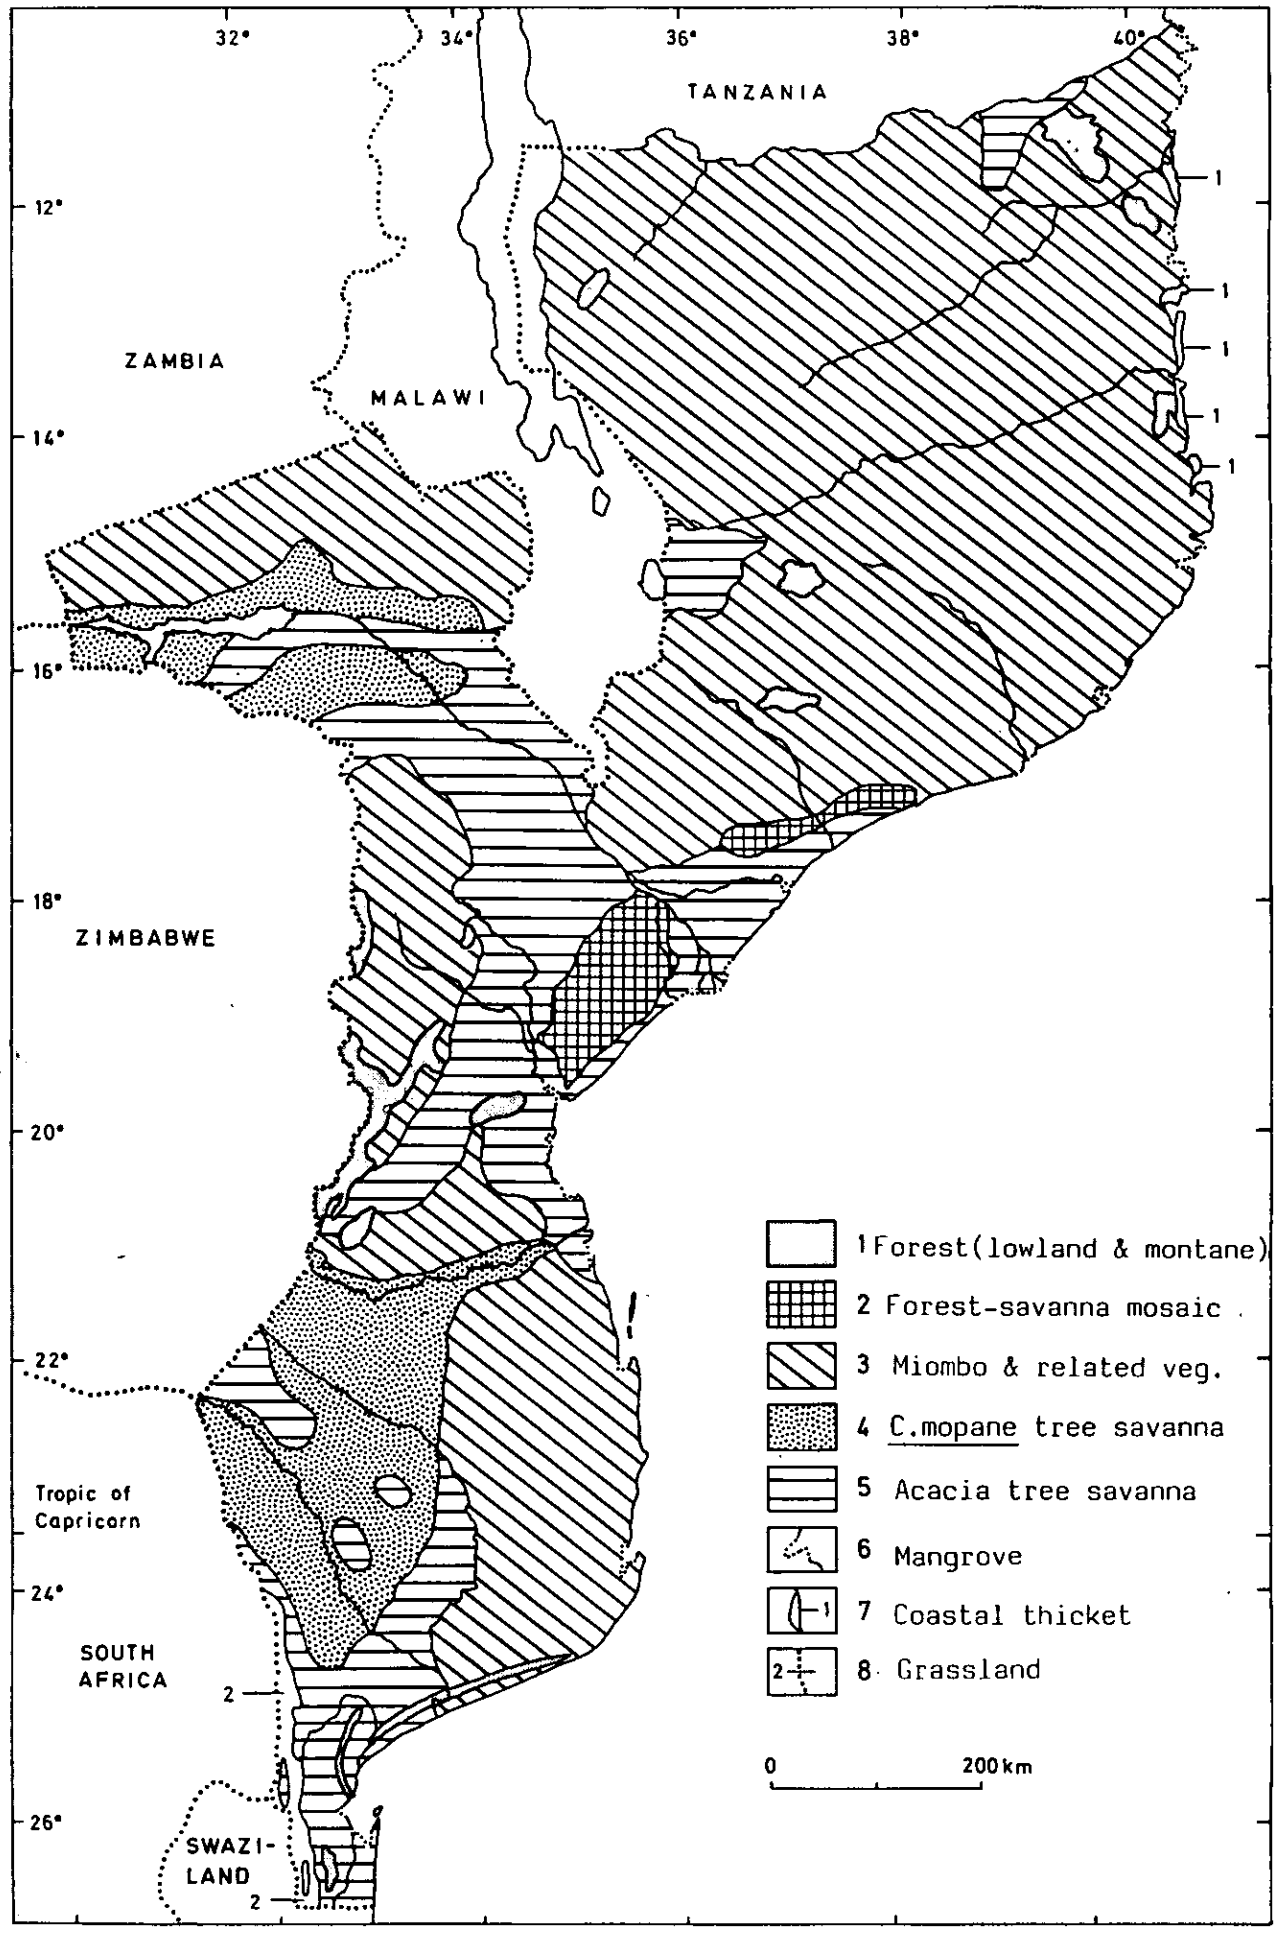 32° 34° 36° 38° 40°
TANZANIA
1
12°
1
ZAMBIA
1
MALAWI
1
14°
1
16°
18°
ZIMBABWE
20°
1 Forest (lowland & montane)
2 Forest-savanna mosaic
22°
3 Miombo & related veg.
4 C.mopane tree savanna
5 Acacia tree savanna
Tropic of
Capricorn
6 Mangrove
24°
1 7 Coastal thicket
SOUTH
AFRICA
2 8 Grassland
2
0 200 km
26°
SWAZI-
LAND
2